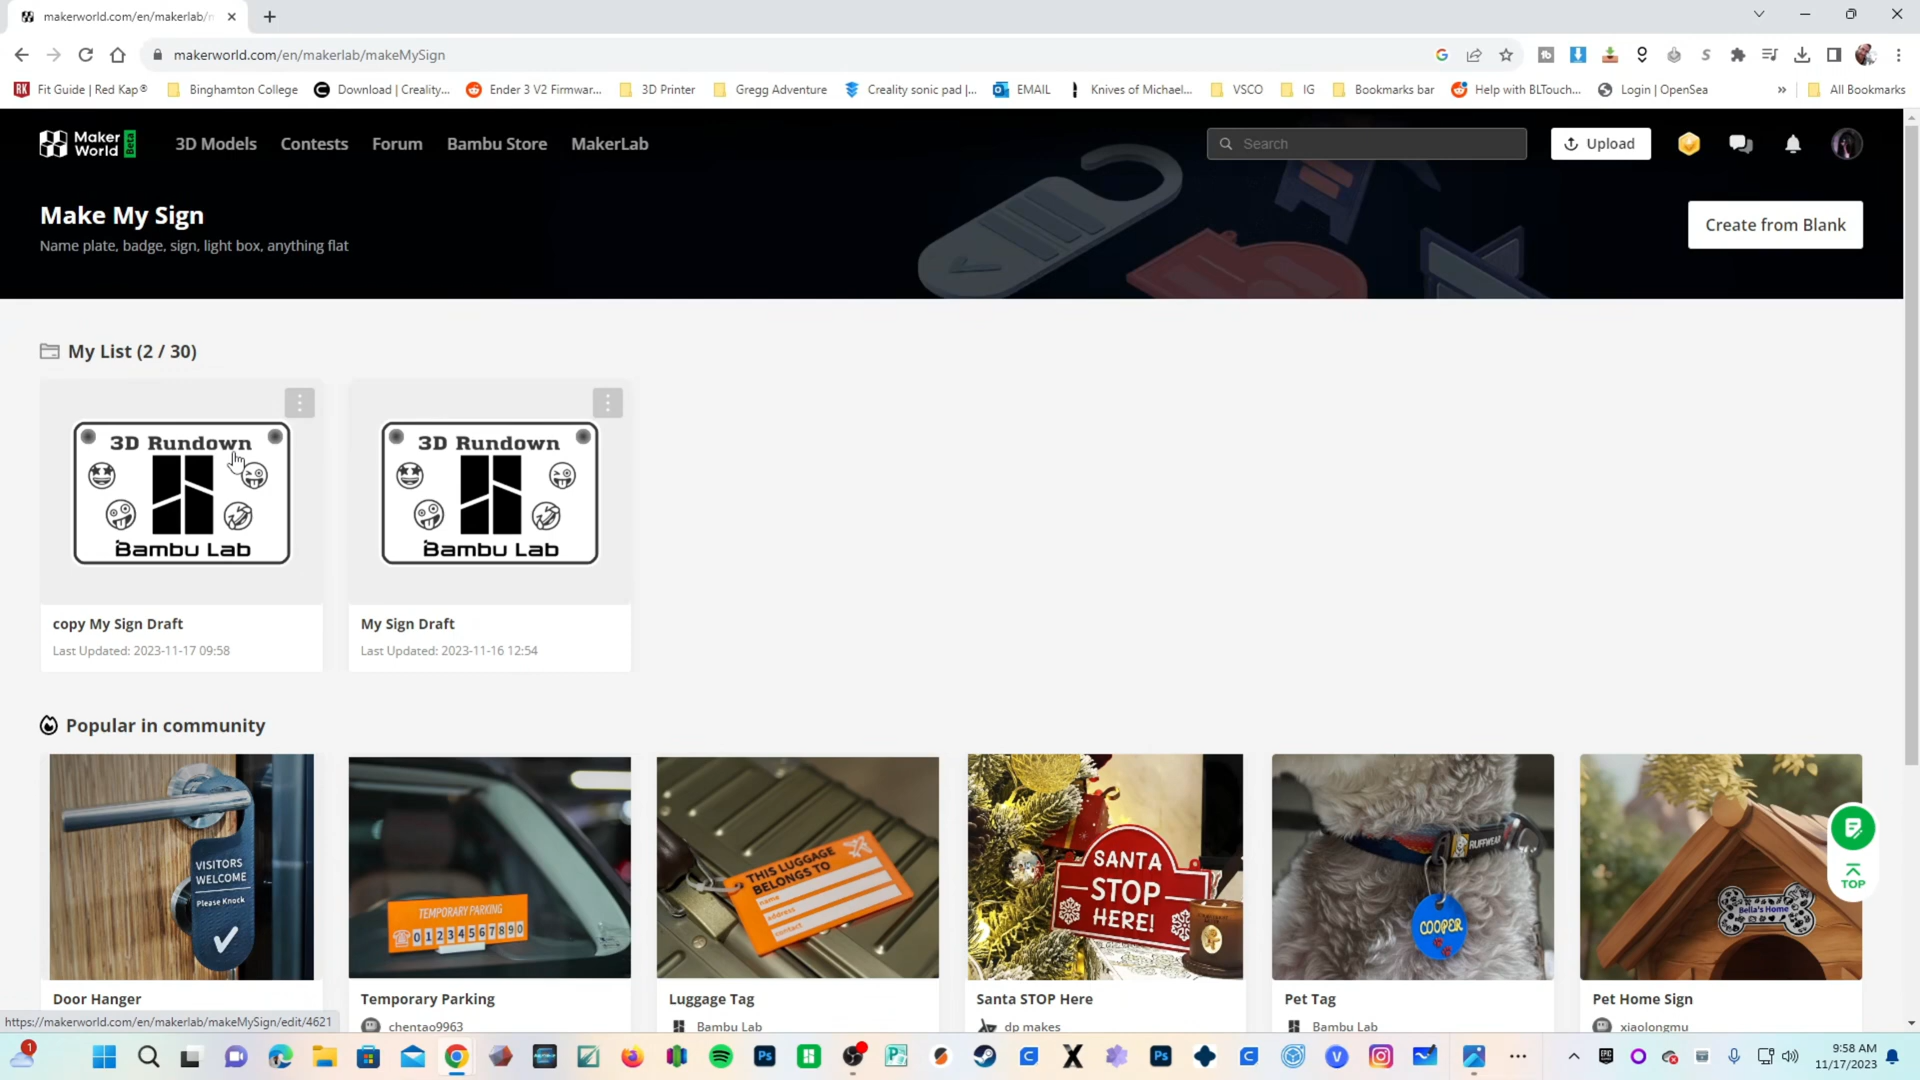 makerworld.com/en/makerlab/r
makerworld.com/en/makerlab/makeMySign
Fit Guide | Red Kap®
Binghamton College
Download | Creality...
Ender 3 V2 Firmwar...
3D Printer
Gregg Adventure
Creality sonic pad |...
EMAIL
Knives of Michael...
VSCO
IG
Bookmarks bar
Help with BLTouch...
Login | OpenSea
»
All Bookmarks
Maker World Beta
3D Models
Contests
Forum
Bambu Store
MakerLab
Search
Upload
Make My Sign
Name plate, badge, sign, light box, anything flat
Create from Blank
My List (2 / 30)
3D Rundown
Bambu Lab
3D Rundown
Bambu Lab
copy My Sign Draft
Last Updated: 2023-11-17 09:58
My Sign Draft
Last Updated: 2023-11-16 12:54
Popular in community
VISITORS
WELCOME
Please Knock
TEMPORARY PARKING
01234567890
THIS LUGGAGE
BELONGS TO
name
address
contact
SANTA
STOP
HERE!
RUFFWEAR
COOPER
Bella's Home
TOP
Door Hanger
Temporary Parking
chentao9963
Luggage Tag
Bambu Lab
Santa STOP Here
dp makes
Pet Tag
Bambu Lab
Pet Home Sign
xiaolongmu
https://makerworld.com/en/makerlab/makeMySign/edit/4621
9:58 AM
11/17/2023